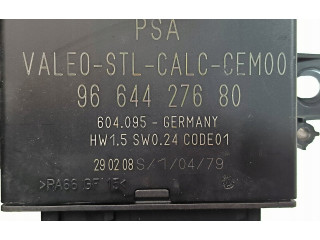 PSA
VALEO-STL-CALC-CEM00
96 644 276 80
604.095 - GERMANY
HW1.5 SW0.24 CODE01
290208 S/1/04/79
>PA66 GF15<